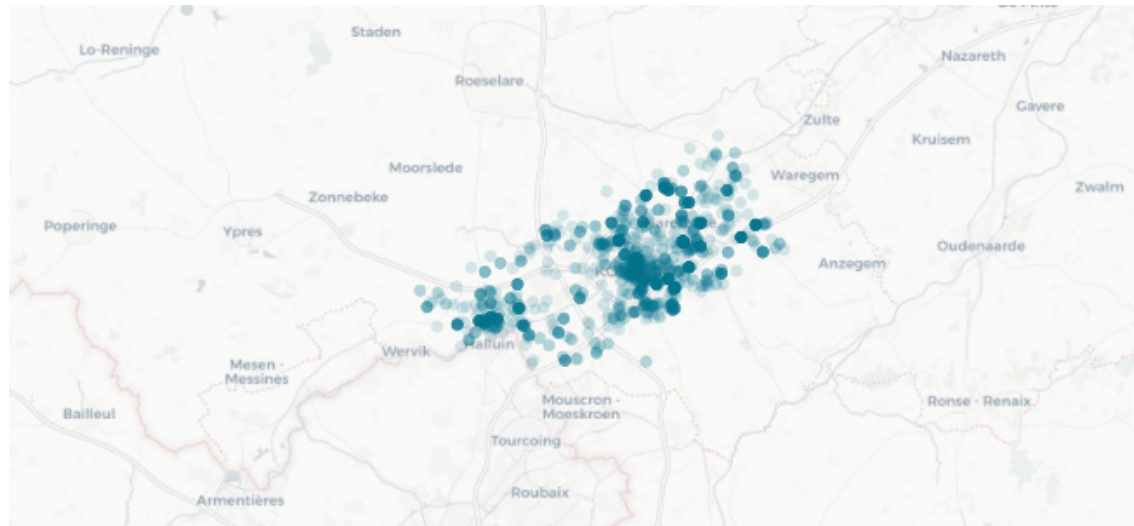 Staden
Lo-Reninge
Roeselare
Nazareth
Gavere
Zulte
Kruisem
Moorslede
Waregem
Zwalm
Zonnebeke
Poperinge
Ypres
Oudenaarde
Anzegem
Halluin
Wervik
Mesen -
Messines
Mouscron -
Moeskroen
Ronse - Renaix
Bailleul
Tourcoing
Roubaix
Armentières